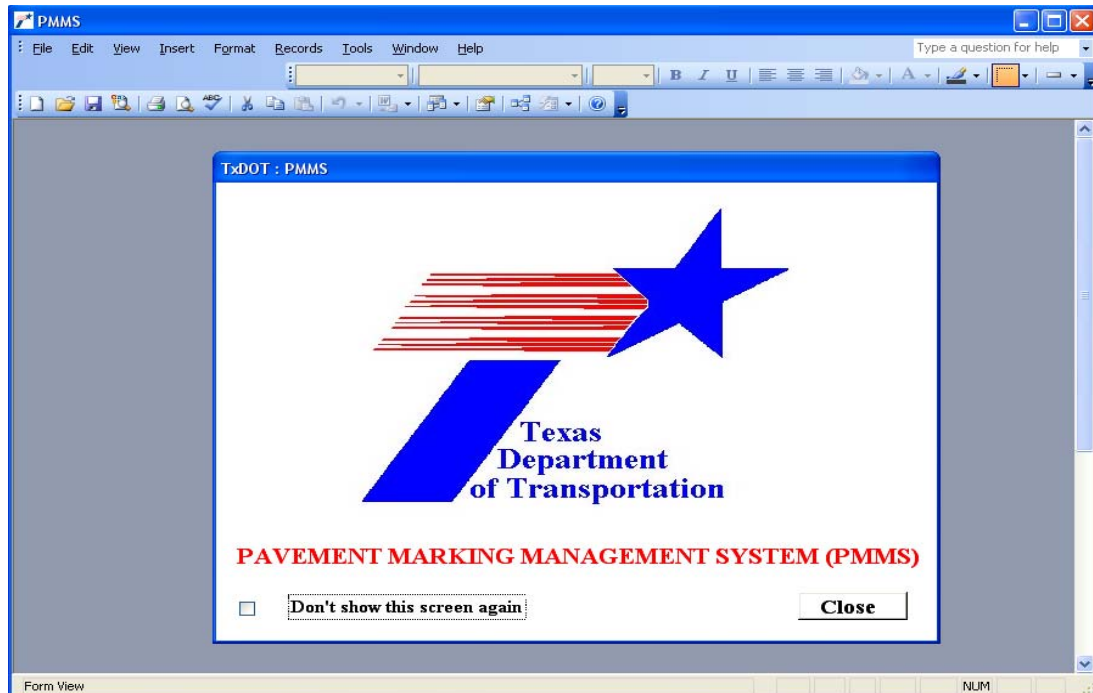 PMMS
File Edit View Insert Format Records Tools Window Help
Type a question for help
B I U A
ABC
TxDOT : PMMS
Texas
Department
of Transportation
PAVEMENT MARKING MANAGEMENT SYSTEM (PMMS)
Don't show this screen again
Close
Form View
NUM